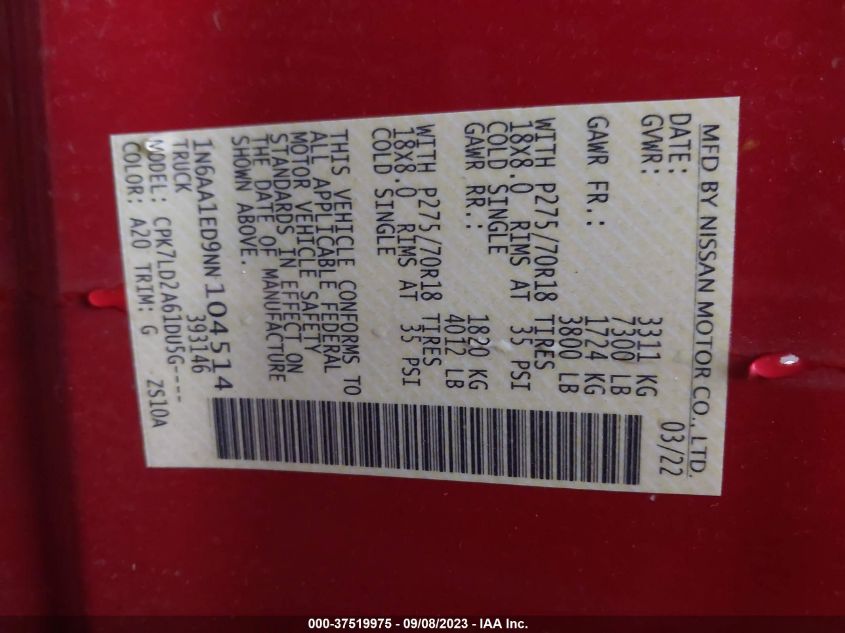 MFD BY NISSAN MOTOR CO., LTD.
DATE: 03/22
GVWR: 3311 KG
7300 LB
GAWR FR.: 1724 KG
3800 LB
WITH P275/70R18 TIRES
18X8.0 RIMS AT 35 PSI
COLD SINGLE
GAWR RR.: 1820 KG
4012 LB
WITH P275/70R18 TIRES
18X8.0 RIMS AT 35 PSI
COLD SINGLE
THIS VEHICLE CONFORMS TO
ALL APPLICABLE FEDERAL
MOTOR VEHICLE SAFETY
STANDARDS IN EFFECT ON
THE DATE OF MANUFACTURE
SHOWN ABOVE.
1N6AA1ED9NN104514
TRUCK 393146
MODEL: CPK7LD2A61DU5G----
COLOR: A20 TRIM: G ZS10A
000-37519975 - 09/08/2023 - IAA Inc.